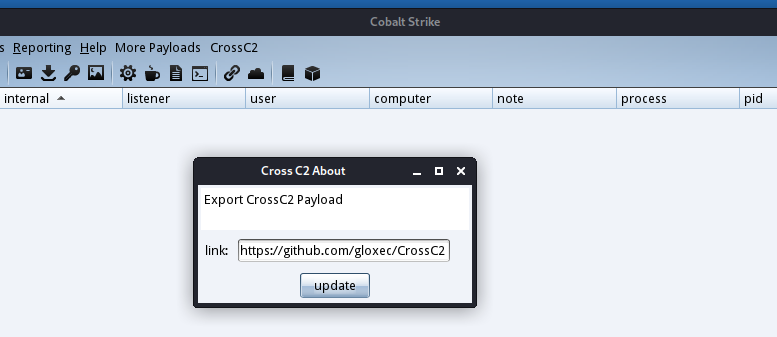 Cobalt Strike
s Reporting Help More Payloads CrossC2
internal listener user computer note process pid
Cross C2 About
Export CrossC2 Payload
link: https://github.com/gloxec/CrossC2
update